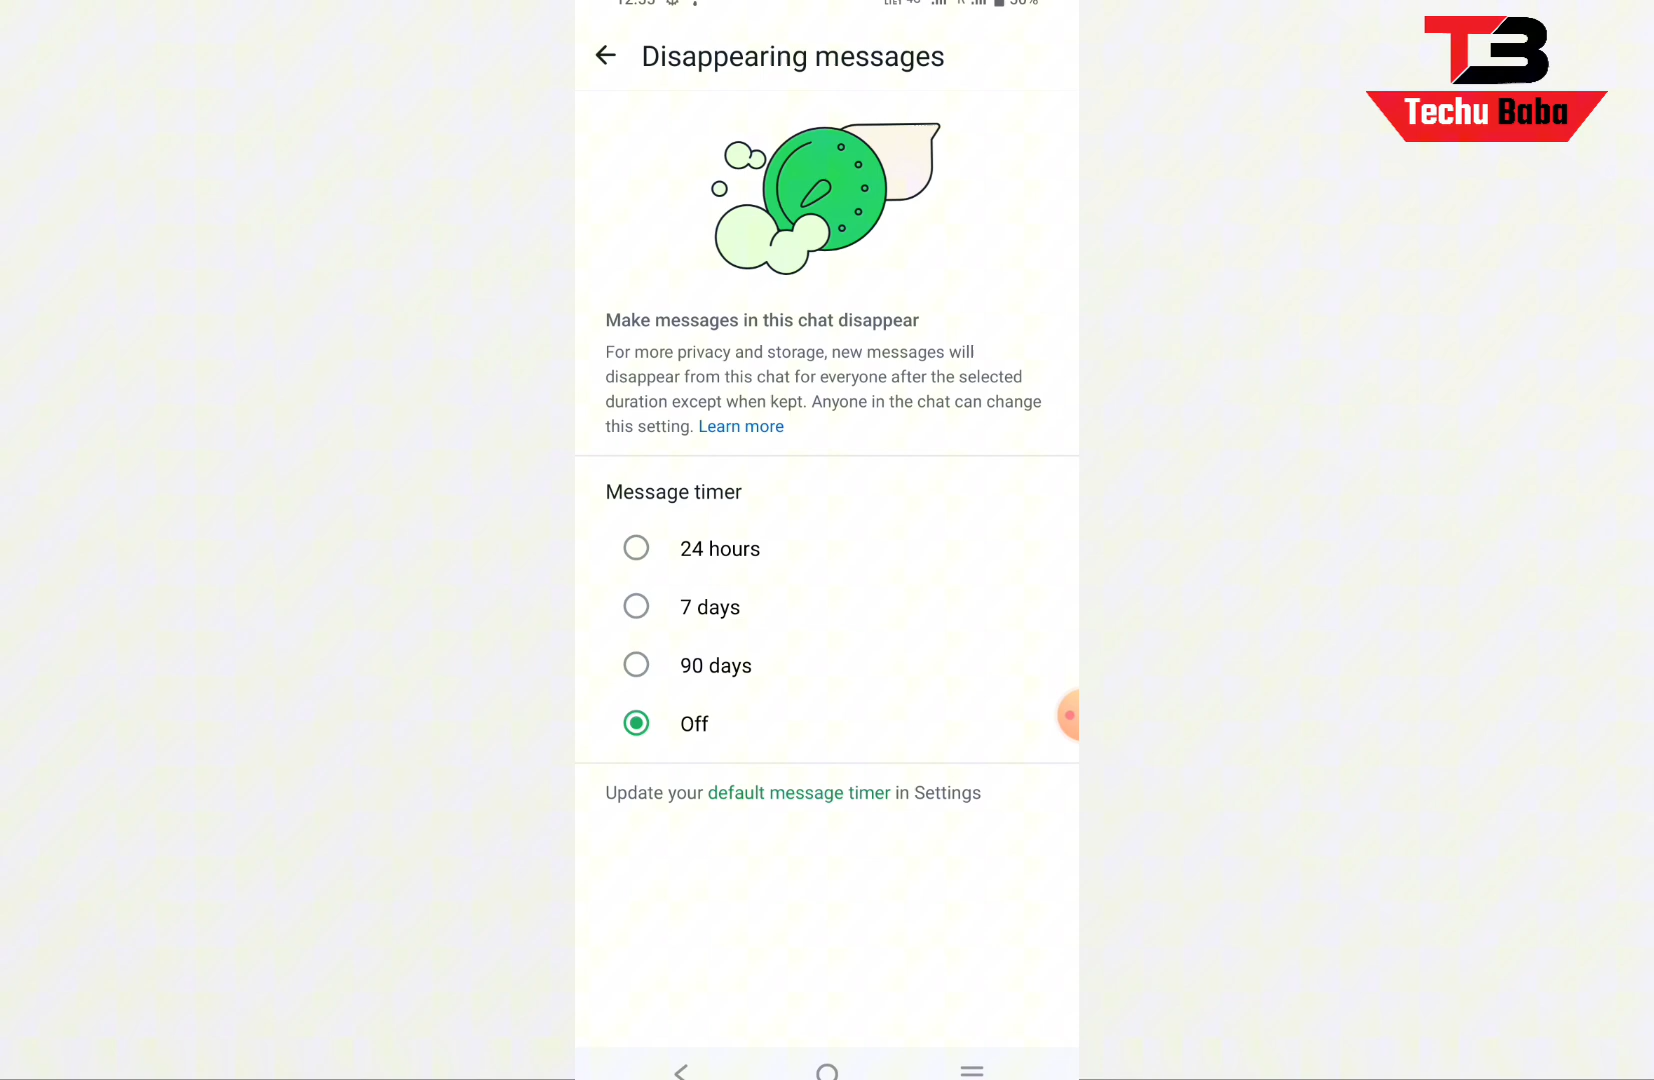 Disappearing messages
TB
Techu Baba
Make messages in this chat disappear
For more privacy and storage, new messages will
disappear from this chat for everyone after the selected
duration except when kept. Anyone in the chat can change
this setting. Learn more
Message timer
24 hours
7 days
90 days
Off
Update your default message timer in Settings